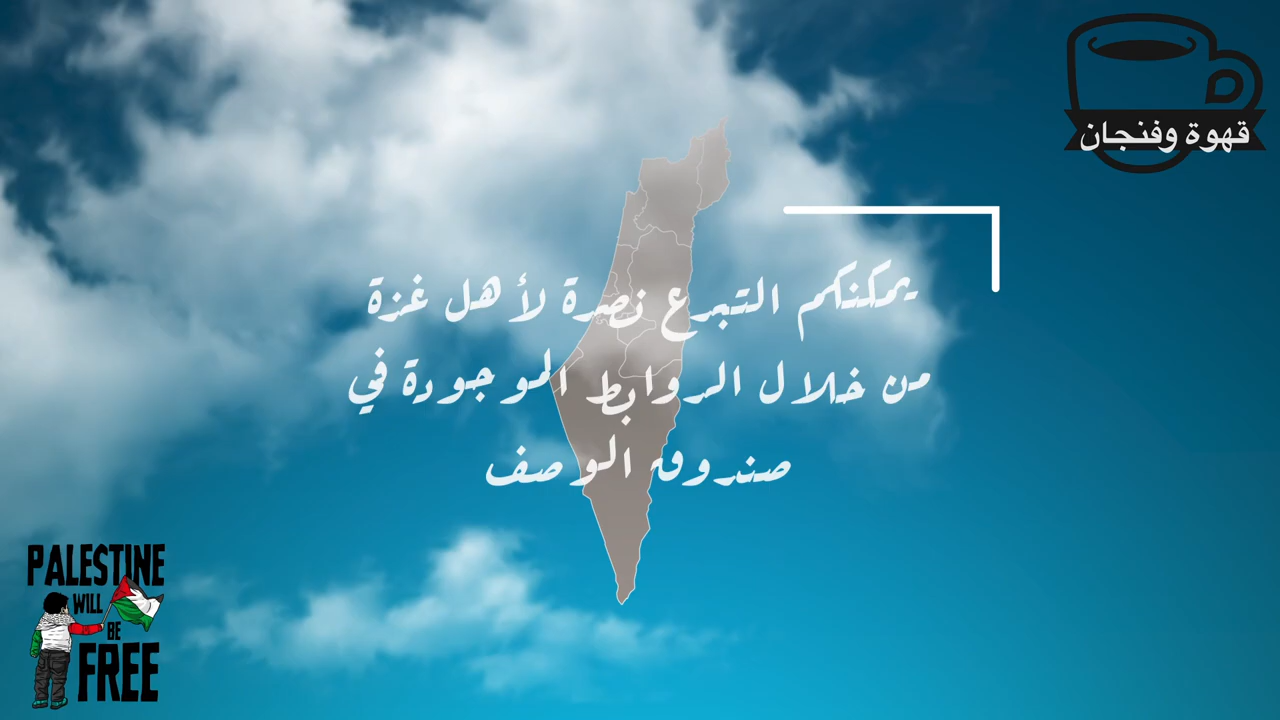 قهوة وفنجان
يمكنكم التبرع نصرة لأهل غزة
من خلال الروابط الموجودة في
صندوق الوصف
PALESTINE
WILL
BE
FREE